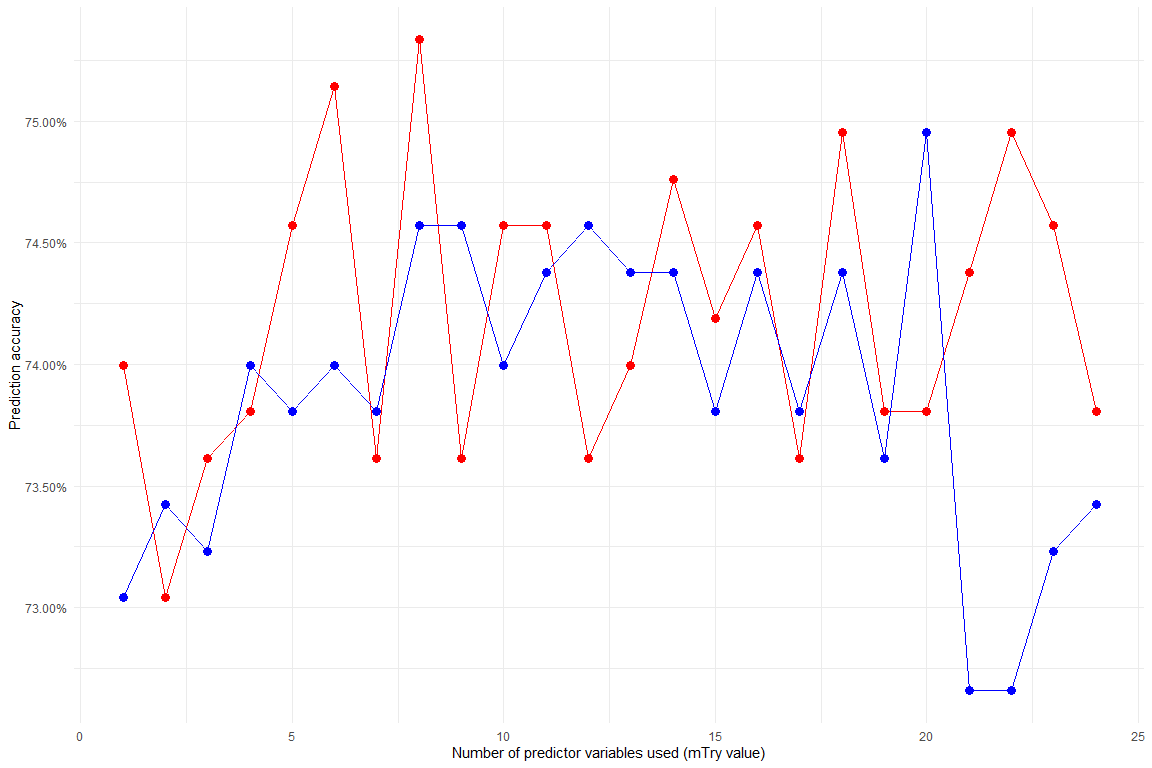 Prediction accuracy
75.00%
74.50%
74.00%
73.50%
73.00%
0 5 10 15 20 25
Number of predictor variables used (mTry value)